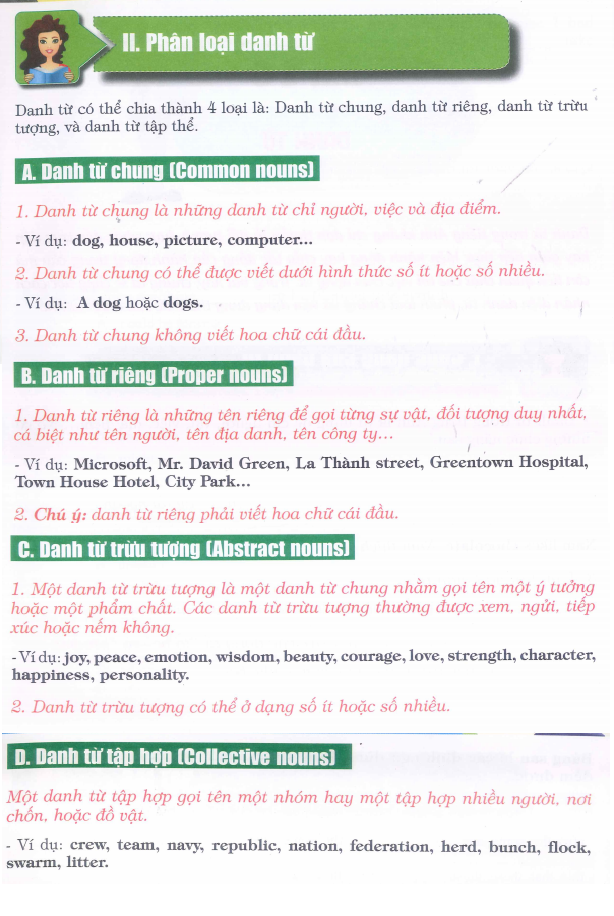 II. Phân loại danh từ
Danh từ có thể chia thành 4 loại là: Danh từ chung, danh từ riêng, danh từ trừu
tượng, và danh từ tập thể.
A. Danh từ chung (Common nouns)
1. Danh từ chung là những danh từ chỉ người, việc và địa điểm.
- Ví dụ: dog, house, picture, computer...
2. Danh từ chung có thể được viết dưới hình thức số ít hoặc số nhiều.
- Ví dụ: A dog hoặc dogs.
3. Danh từ chung không viết hoa chữ cái đầu.
B. Danh từ riêng (Proper nouns)
1. Danh từ riêng là những tên riêng để gọi từng sự vật, đối tượng duy nhất,
cá biệt như tên người, tên địa danh, tên công ty...
- Ví dụ: Microsoft, Mr. David Green, La Thành street, Greentown Hospital,
Town House Hotel, City Park...
2. Chú ý: danh từ riêng phải viết hoa chữ cái đầu.
C. Danh từ trừu tượng (Abstract nouns)
1. Một danh từ trừu tượng là một danh từ chung nhằm gọi tên một ý tưởng
hoặc một phẩm chất. Các danh từ trừu tượng thường được xem, ngửi, tiếp
xúc hoặc nếm không.
- Ví dụ: joy, peace, emotion, wisdom, beauty, courage, love, strength, character,
happiness, personality.
2. Danh từ trừu tượng có thể ở dạng số ít hoặc số nhiều.
D. Danh từ tập hợp (Collective nouns)
Một danh từ tập hợp gọi tên một nhóm hay một tập hợp nhiều người, nơi
chốn, hoặc đồ vật.
- Ví dụ: crew, team, navy, republic, nation, federation, herd, bunch, flock,
swarm, litter.